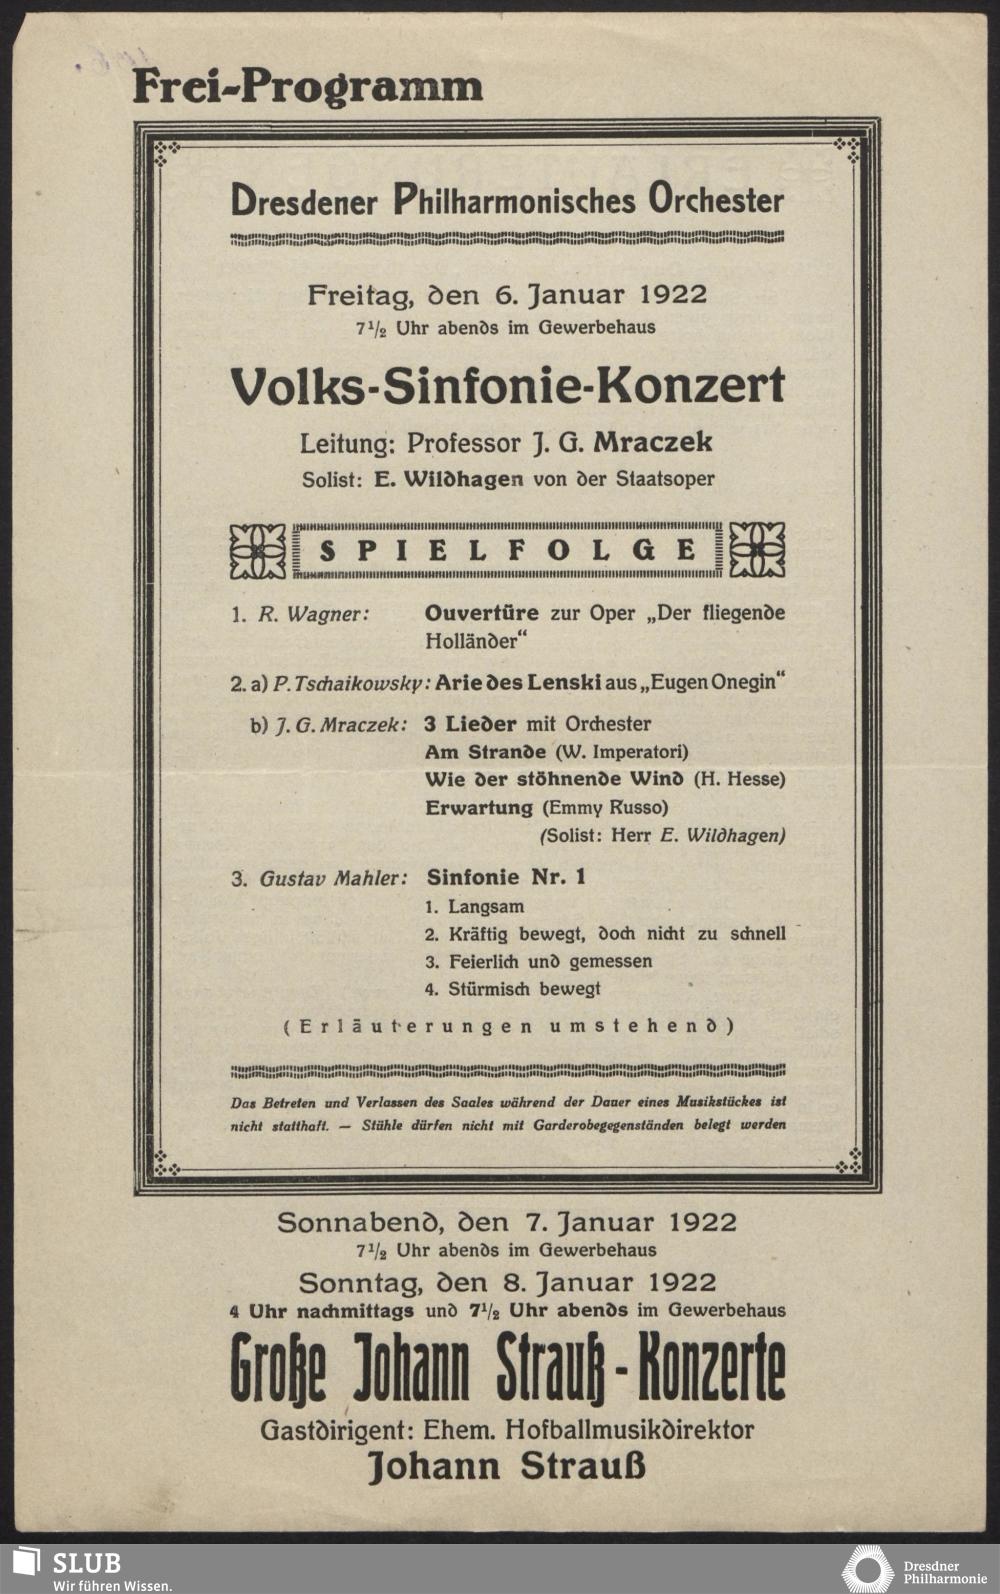 Frei-Programm
Dresdener Philharmonisches Orchester
Freitag, den 6. Januar 1922
7 1/2 Uhr abends im Gewerbehaus
Volks-Sinfonie-Konzert
Leitung: Professor J. G. Mraczek
Solist: E. Wildhagen von der Staatsoper
SPIELFOLGE
1. R. Wagner: Ouvertüre zur Oper „Der fliegende
Holländer“
2. a) P. Tschaikowsky: Arie des Lenski aus „Eugen Onegin“
b) J. G. Mraczek: 3 Lieder mit Orchester
Am Strande (W. Imperatori)
Wie der stöhnende Wind (H. Hesse)
Erwartung (Emmy Russo)
(Solist: Herr E. Wildhagen)
3. Gustav Mahler: Sinfonie Nr. 1
1. Langsam
2. Kräftig bewegt, doch nicht zu schnell
3. Feierlich und gemessen
4. Stürmisch bewegt
(Erläuterungen umstehend)
Das Betreten und Verlassen des Saales während der Dauer eines Musikstückes ist
nicht statthaft. — Stühle dürfen nicht mit Garderobegegenständen belegt werden
Sonnabend, den 7. Januar 1922
7 1/2 Uhr abends im Gewerbehaus
Sonntag, den 8. Januar 1922
4 Uhr nachmittags und 7 1/2 Uhr abends im Gewerbehaus
Große Johann Strauß-Konzerte
Gastdirigent: Ehem. Hofballmusikdirektor
Johann Strauß
SLUB
Wir führen Wissen.
Dresdner
Philharmonie